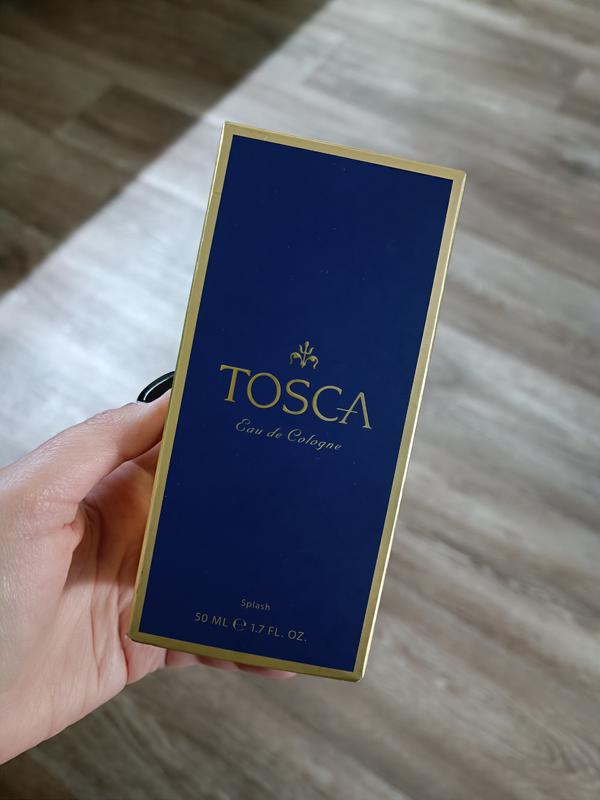 TOSCA
Eau de Cologne
Splash
50 ML ℮ 1.7 FL. OZ.